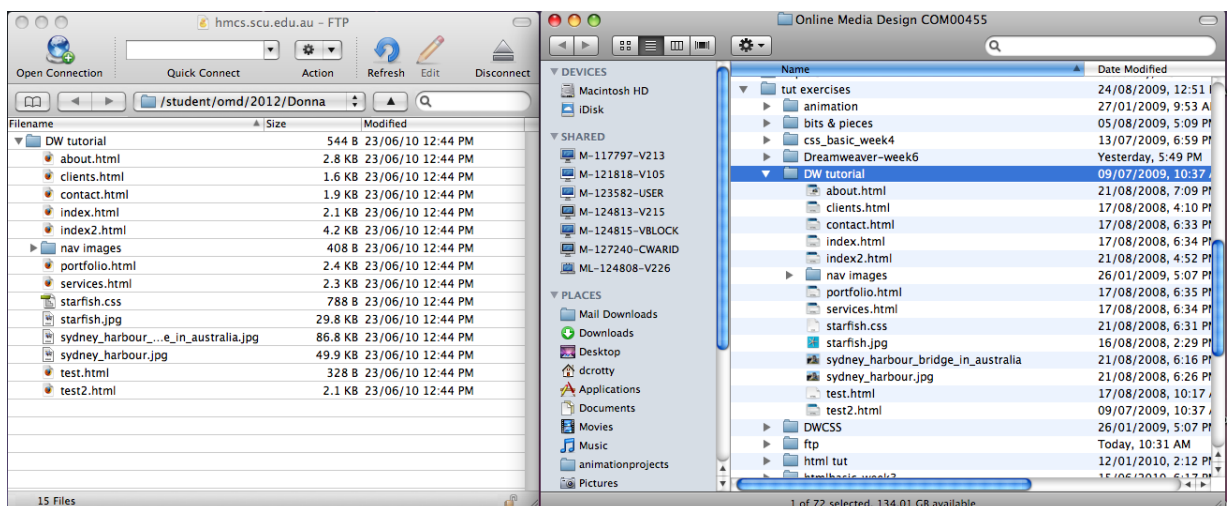 hmcs.scu.edu.au – FTP
Open Connection Quick Connect Action Refresh Edit Disconnect
/student/omd/2012/Donna
Filename Size Modified
DW tutorial 544 B 23/06/10 12:44 PM
about.html 2.8 KB 23/06/10 12:44 PM
clients.html 1.6 KB 23/06/10 12:44 PM
contact.html 1.9 KB 23/06/10 12:44 PM
index.html 2.1 KB 23/06/10 12:44 PM
index2.html 4.2 KB 23/06/10 12:44 PM
nav images 408 B 23/06/10 12:44 PM
portfolio.html 2.4 KB 23/06/10 12:44 PM
services.html 2.3 KB 23/06/10 12:44 PM
starfish.css 788 B 23/06/10 12:44 PM
starfish.jpg 29.8 KB 23/06/10 12:44 PM
sydney_harbour_...e_in_australia.jpg 86.8 KB 23/06/10 12:44 PM
sydney_harbour.jpg 49.9 KB 23/06/10 12:44 PM
test.html 328 B 23/06/10 12:44 PM
test2.html 2.1 KB 23/06/10 12:44 PM
15 Files
Online Media Design COM00455
DEVICES
Macintosh HD
iDisk
SHARED
M-117797-V213
M-121818-V105
M-123582-USER
M-124813-V215
M-124815-VBLOCK
M-127240-CWARID
ML-124808-V226
PLACES
Mail Downloads
Downloads
Desktop
dcrotty
Applications
Documents
Movies
Music
animationprojects
Pictures
Name Date Modified
tut exercises 24/08/2009, 12:51
animation 27/01/2009, 9:53 A
bits & pieces 05/08/2009, 5:09 P
css_basic_week4 13/07/2009, 6:59 P
Dreamweaver-week6 Yesterday, 5:49 PM
DW tutorial 09/07/2009, 10:37
about.html 21/08/2008, 7:09 P
clients.html 17/08/2008, 4:10 P
contact.html 17/08/2008, 6:33 P
index.html 17/08/2008, 6:34 P
index2.html 21/08/2008, 4:52 P
nav images 26/01/2009, 5:07 P
portfolio.html 17/08/2008, 6:35 P
services.html 17/08/2008, 6:34 P
starfish.css 21/08/2008, 6:31 P
starfish.jpg 16/08/2008, 2:29 P
sydney_harbour_bridge_in_australia 21/08/2008, 6:16 P
sydney_harbour.jpg 21/08/2008, 6:26 P
test.html 17/08/2008, 10:17
test2.html 09/07/2009, 10:37
DWCSS 26/01/2009, 5:07 P
ftp Today, 10:31 AM
html tut 12/01/2010, 2:12 P
htmlbasic-week3 15/06/2010, 6:17 P
1 of 72 selected, 134.01 GB available